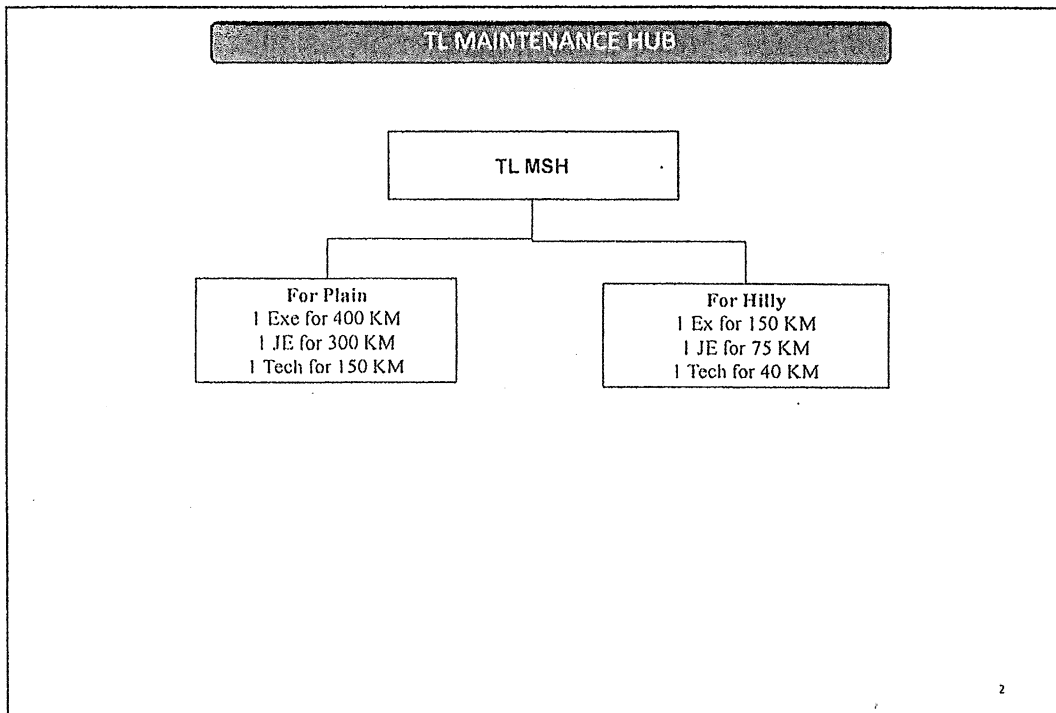 TL MAINTENANCE HUB
TL MSH
For Plain
1 Exe for 400 KM
1 JE for 300 KM
1 Tech for 150 KM
For Hilly
1 Ex for 150 KM
1 JE for 75 KM
1 Tech for 40 KM
2